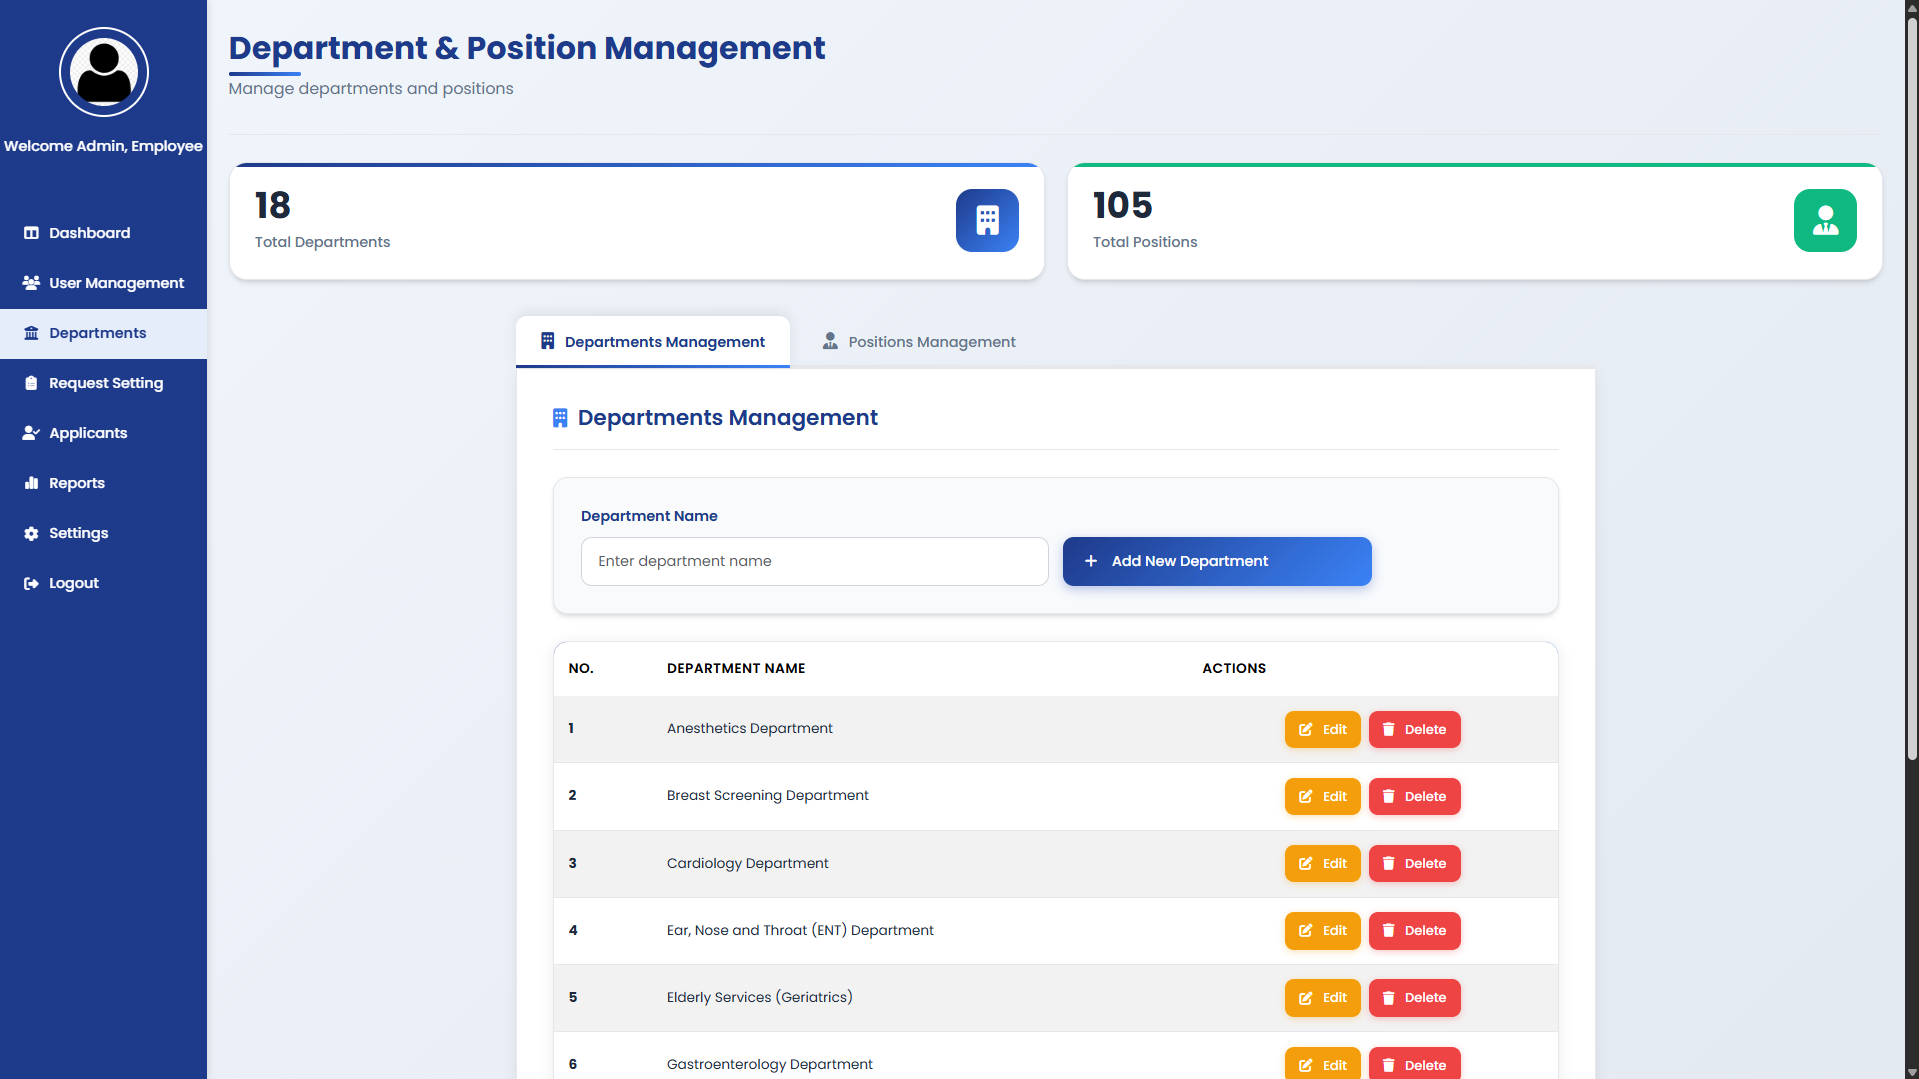 Welcome Admin, Employee
Dashboard
User Management
Departments
Request Setting
Applicants
Reports
Settings
Logout
Department & Position Management
Manage departments and positions
18
Total Departments
105
Total Positions
Departments Management
Positions Management
Departments Management
Department Name
Enter department name
Add New Department
NO. DEPARTMENT NAME ACTIONS
1 Anesthetics Department Edit Delete
2 Breast Screening Department Edit Delete
3 Cardiology Department Edit Delete
4 Ear, Nose and Throat (ENT) Department Edit Delete
5 Elderly Services (Geriatrics) Edit Delete
6 Gastroenterology Department Edit Delete